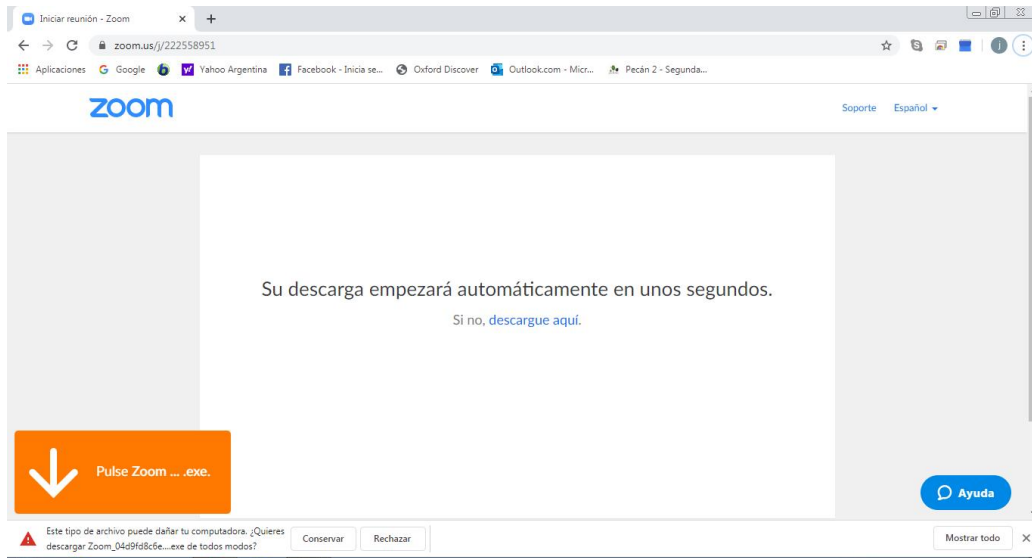 Iniciar reunión - Zoom
zoom.us/j/222558951
Aplicaciones Google Yahoo Argentina Facebook - Inicia se... Oxford Discover Outlook.com - Micr... Pecán 2 - Segunda...
zoom
Soporte Español
Su descarga empezará automáticamente en unos segundos.
Si no, descargue aquí.
Pulse Zoom ... .exe.
Ayuda
Este tipo de archivo puede dañar tu computadora. ¿Quieres
descargar Zoom_04d9fd8c6e....exe de todos modos?
Conservar Rechazar
Mostrar todo